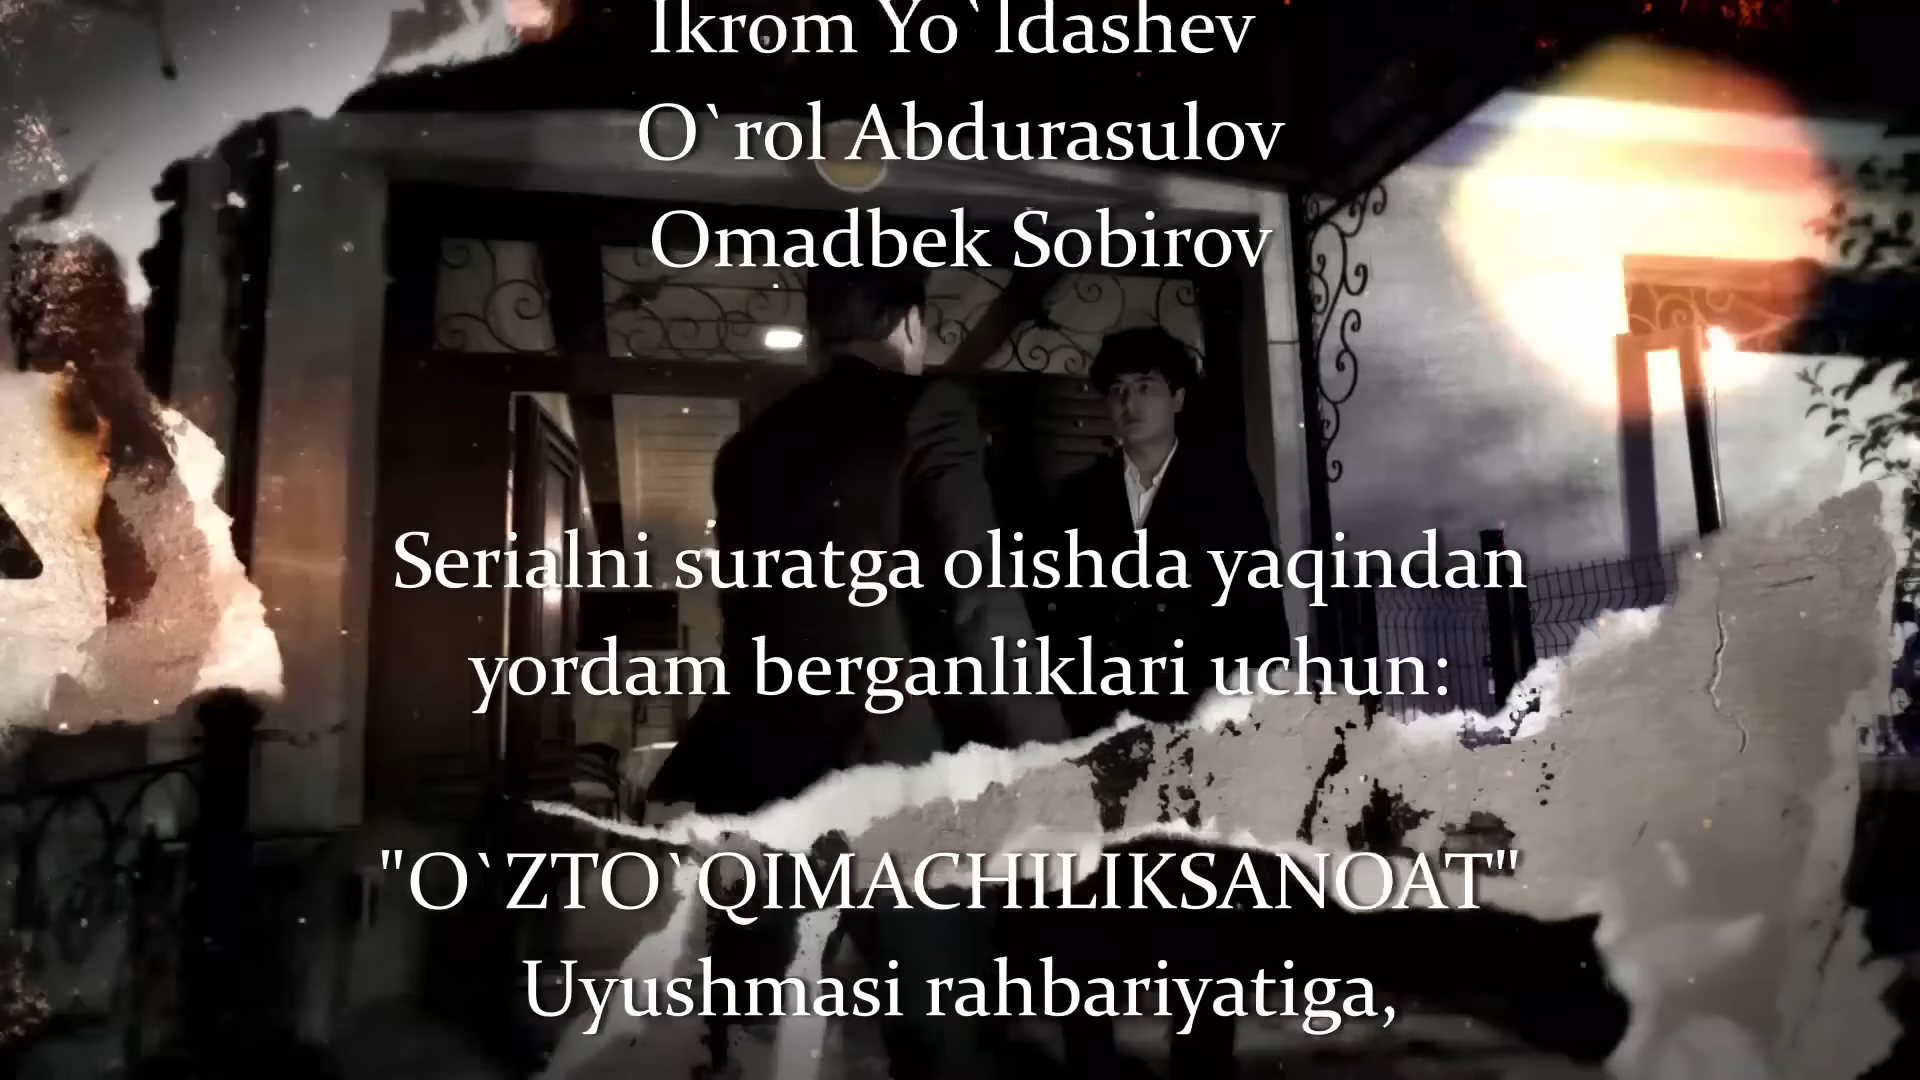 Ikrom Yo`ldashev
O`rol Abdurasulov
Omadbek Sobirov
Serialni suratga olishda yaqindan
yordam berganliklari uchun:
"O`ZTO`QIMACHILIKSANOAT"
Uyushmasi rahbariyatiga,